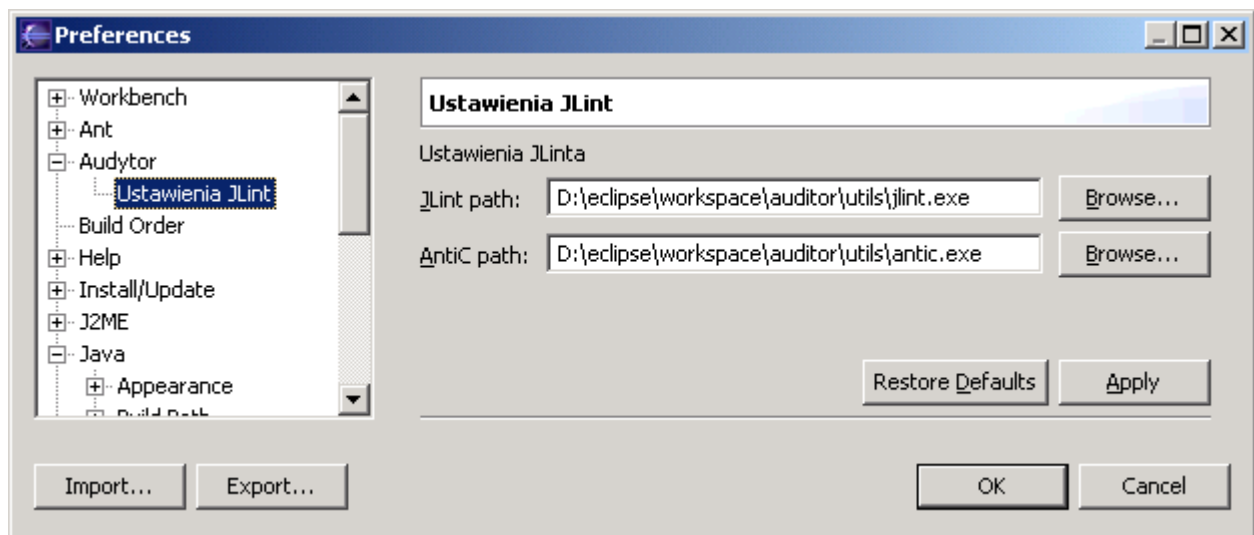 Preferences
Workbench
Ant
Audytor
Ustawienia JLint
Build Order
Help
Install/Update
J2ME
Java
Appearance
Build Path
Ustawienia JLint
Ustawienia JLinta
JLint path: D:\eclipse\workspace\auditor\utils\jlint.exe Browse...
AntiC path: D:\eclipse\workspace\auditor\utils\antic.exe Browse...
Restore Defaults Apply
Import... Export... OK Cancel